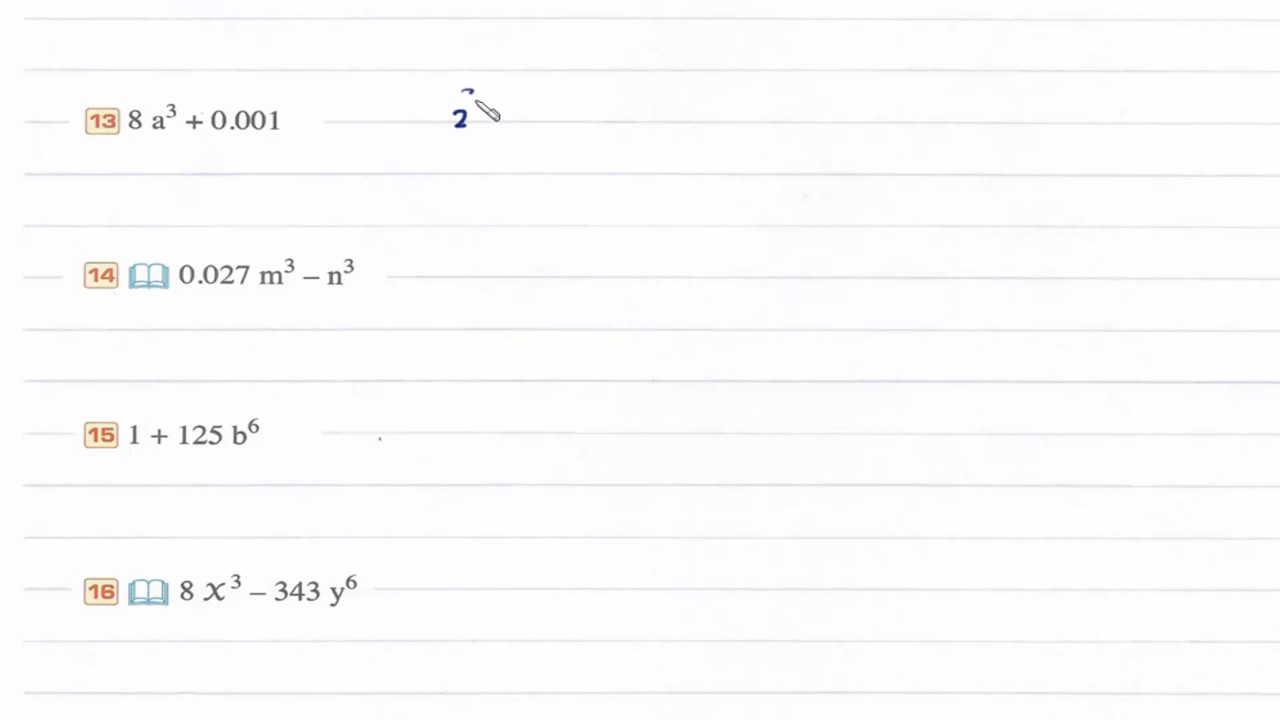 13 8 a³ + 0.001 2
14 0.027 m³ – n³
15 1 + 125 b⁶
16 8 x³ – 343 y⁶